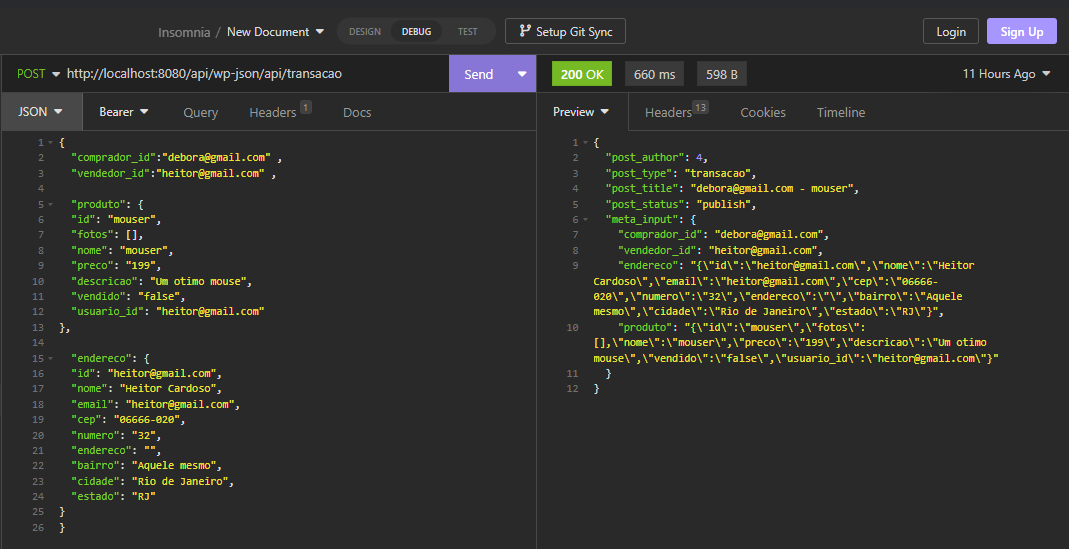 Insomnia / New Document DESIGN DEBUG TEST Setup Git Sync Login Sign Up
POST http://localhost:8080/api/wp-json/api/transacao Send
200 OK 660 ms 598 B 11 Hours Ago
JSON Bearer Query Headers 1 Docs
Preview Headers 13 Cookies Timeline
1 {
2 "comprador_id":"debora@gmail.com" ,
3 "vendedor_id":"heitor@gmail.com" ,
4
5 "produto": {
6 "id": "mouser",
7 "fotos": [],
8 "nome": "mouser",
9 "preco": "199",
10 "descricao": "Um otimo mouse",
11 "vendido": "false",
12 "usuario_id": "heitor@gmail.com"
13 },
14
15 "endereco": {
16 "id": "heitor@gmail.com",
17 "nome": "Heitor Cardoso",
18 "email": "heitor@gmail.com",
19 "cep": "06666-020",
20 "numero": "32",
21 "endereco": "",
22 "bairro": "Aquele mesmo",
23 "cidade": "Rio de Janeiro",
24 "estado": "RJ"
25 }
26 }
1 {
2 "post_author": 4,
3 "post_type": "transacao",
4 "post_title": "debora@gmail.com - mouser",
5 "post_status": "publish",
6 "meta_input": {
7 "comprador_id": "debora@gmail.com",
8 "vendedor_id": "heitor@gmail.com",
9 "endereco": "{\"id\":\"heitor@gmail.com\",\"nome\":\"Heitor
Cardoso\",\"email\":\"heitor@gmail.com\",\"cep\":\"06666-
020\",\"numero\":\"32\",\"endereco\":\"\",\"bairro\":\"Aquele
mesmo\",\"cidade\":\"Rio de Janeiro\",\"estado\":\"RJ\"}",
10 "produto": "{\"id\":\"mouser\",\"fotos\":
[],\"nome\":\"mouser\",\"preco\":\"199\",\"descricao\":\"Um otimo
mouse\",\"vendido\":\"false\",\"usuario_id\":\"heitor@gmail.com\"}"
11 }
12 }